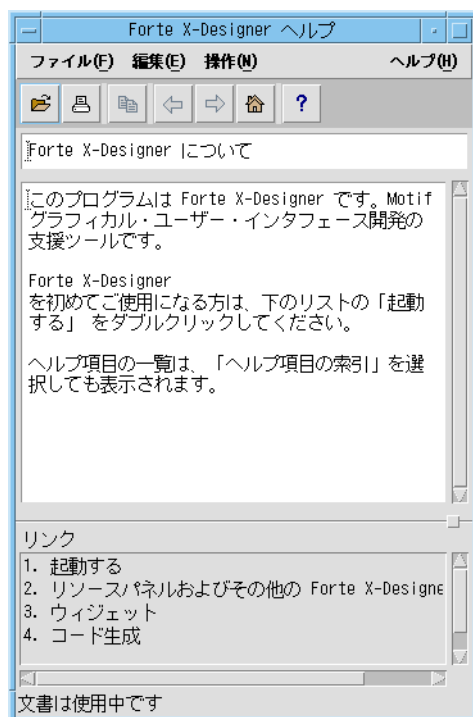 Forte X-Designer ヘルプ
ファイル(F) 編集(E) 操作(N) ヘルプ(H)
?
Forte X-Designer について
このプログラムは Forte X-Designer です。Motif
グラフィカル・ユーザー・インタフェース開発の
支援ツールです。
Forte X-Designer
を初めてご使用になる方は、下のリストの「起動
する」 をダブルクリックしてください。
ヘルプ項目の一覧は、「ヘルプ項目の索引」を選
択しても表示されます。
リンク
1. 起動する
2. リソースパネルおよびその他の Forte X-Designe
3. ウィジェット
4. コード生成
文書は使用中です